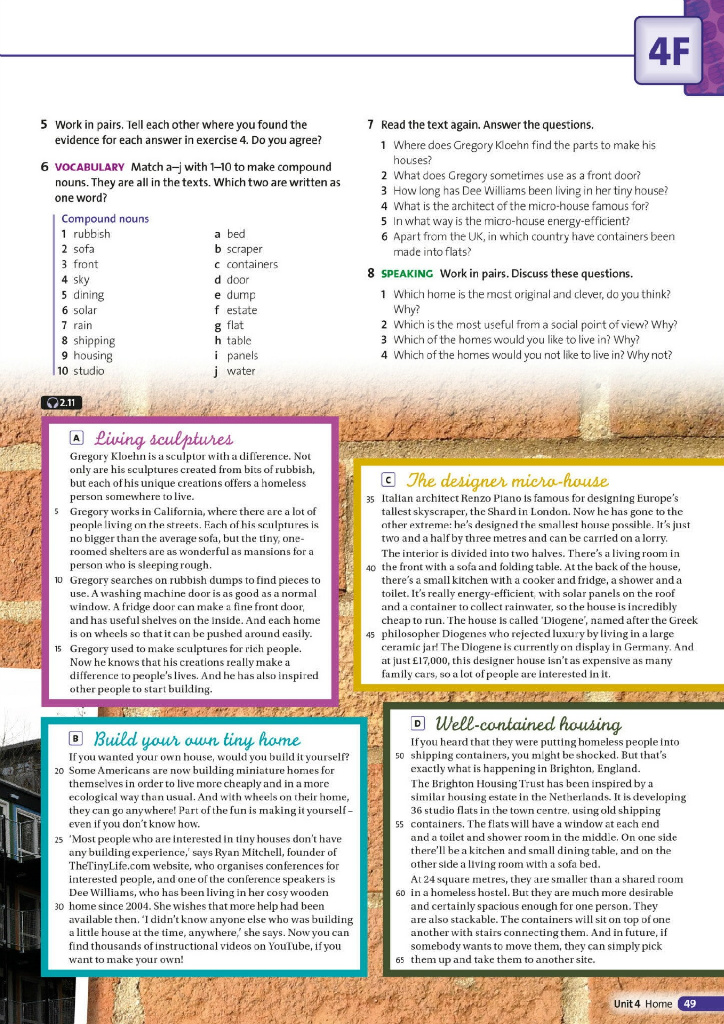 4F
5 Work in pairs. Tell each other where you found the
evidence for each answer in exercise 4. Do you agree?
6 VOCABULARY Match a–j with 1–10 to make compound
nouns. They are all in the texts. Which two are written as
one word?
Compound nouns
1 rubbish a bed
2 sofa b scraper
3 front c containers
4 sky d door
5 dining e dump
6 solar f estate
7 rain g flat
8 shipping h table
9 housing i panels
10 studio j water
7 Read the text again. Answer the questions.
1 Where does Gregory Kloehn find the parts to make his
houses?
2 What does Gregory sometimes use as a front door?
3 How long has Dee Williams been living in her tiny house?
4 What is the architect of the micro-house famous for?
5 In what way is the micro-house energy-efficient?
6 Apart from the UK, in which country have containers been
made into flats?
8 SPEAKING Work in pairs. Discuss these questions.
1 Which home is the most original and clever, do you think?
Why?
2 Which is the most useful from a social point of view? Why?
3 Which of the homes would you like to live in? Why?
4 Which of the homes would you not like to live in? Why not?
2.11
A Living sculptures
Gregory Kloehn is a sculptor with a difference. Not
only are his sculptures created from bits of rubbish,
but each of his unique creations offers a homeless
person somewhere to live.
5 Gregory works in California, where there are a lot of
people living on the streets. Each of his sculptures is
no bigger than the average sofa, but the tiny, one-
roomed shelters are as wonderful as mansions for a
person who is sleeping rough.
10 Gregory searches on rubbish dumps to find pieces to
use. A washing machine door is as good as a normal
window. A fridge door can make a fine front door,
and has useful shelves on the inside. And each home
is on wheels so that it can be pushed around easily.
15 Gregory used to make sculptures for rich people.
Now he knows that his creations really make a
difference to people's lives. And he has also inspired
other people to start building.
B Build your own tiny home
If you wanted your own house, would you build it yourself?
20 Some Americans are now building miniature homes for
themselves in order to live more cheaply and in a more
ecological way than usual. And with wheels on their home,
they can go anywhere! Part of the fun is making it yourself –
even if you don't know how.
25 'Most people who are interested in tiny houses don't have
any building experience,' says Ryan Mitchell, founder of
TheTinyLife.com website, who organises conferences for
interested people, and one of the conference speakers is
Dee Williams, who has been living in her cosy wooden
30 home since 2004. She wishes that more help had been
available then. 'I didn't know anyone else who was building
a little house at the time, anywhere,' she says. Now you can
find thousands of instructional videos on YouTube, if you
want to make your own!
C The designer micro-house
35 Italian architect Renzo Piano is famous for designing Europe's
tallest skyscraper, the Shard in London. Now he has gone to the
other extreme: he's designed the smallest house possible. It's just
two and a half by three metres and can be carried on a lorry.
The interior is divided into two halves. There's a living room in
40 the front with a sofa and folding table. At the back of the house,
there's a small kitchen with a cooker and fridge, a shower and a
toilet. It's really energy-efficient, with solar panels on the roof
and a container to collect rainwater, so the house is incredibly
cheap to run. The house is called 'Diogene', named after the Greek
45 philosopher Diogenes who rejected luxury by living in a large
ceramic jar! The Diogene is currently on display in Germany. And
at just £17,000, this designer house isn't as expensive as many
family cars, so a lot of people are interested in it.
D Well-contained housing
If you heard that they were putting homeless people into
50 shipping containers, you might be shocked. But that's
exactly what is happening in Brighton, England.
The Brighton Housing Trust has been inspired by a
similar housing estate in the Netherlands. It is developing
36 studio flats in the town centre, using old shipping
55 containers. The flats will have a window at each end
and a toilet and shower room in the middle. On one side
there'll be a kitchen and small dining table, and on the
other side a living room with a sofa bed.
At 24 square metres, they are smaller than a shared room
60 in a homeless hostel. But they are much more desirable
and certainly spacious enough for one person. They
are also stackable. The containers will sit on top of one
another with stairs connecting them. And in future, if
somebody wants to move them, they can simply pick
65 them up and take them to another site.
Unit 4 Home 49